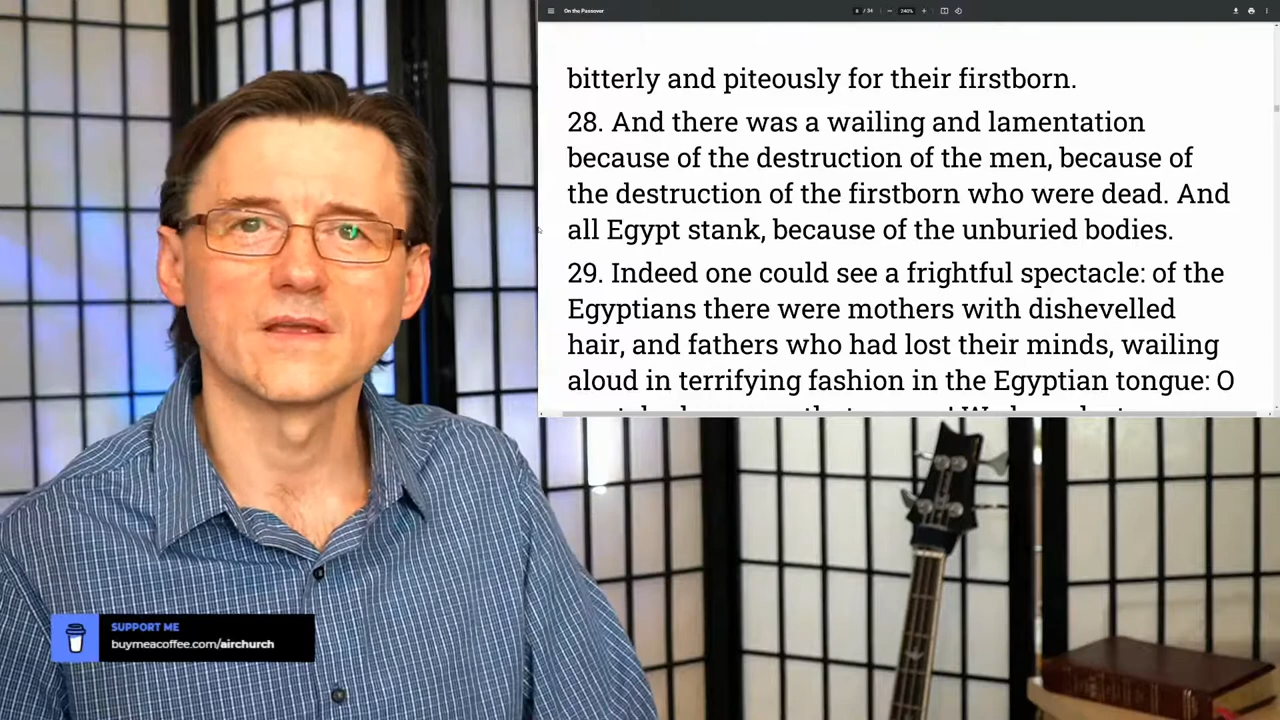 On the Passover
8 / 34
240%
bitterly and piteously for their firstborn.
28. And there was a wailing and lamentation
because of the destruction of the men, because of
the destruction of the firstborn who were dead. And
all Egypt stank, because of the unburied bodies.
29. Indeed one could see a frightful spectacle: of the
Egyptians there were mothers with dishevelled
hair, and fathers who had lost their minds, wailing
aloud in terrifying fashion in the Egyptian tongue: O
SUPPORT ME
buymeacoffee.com/airchurch